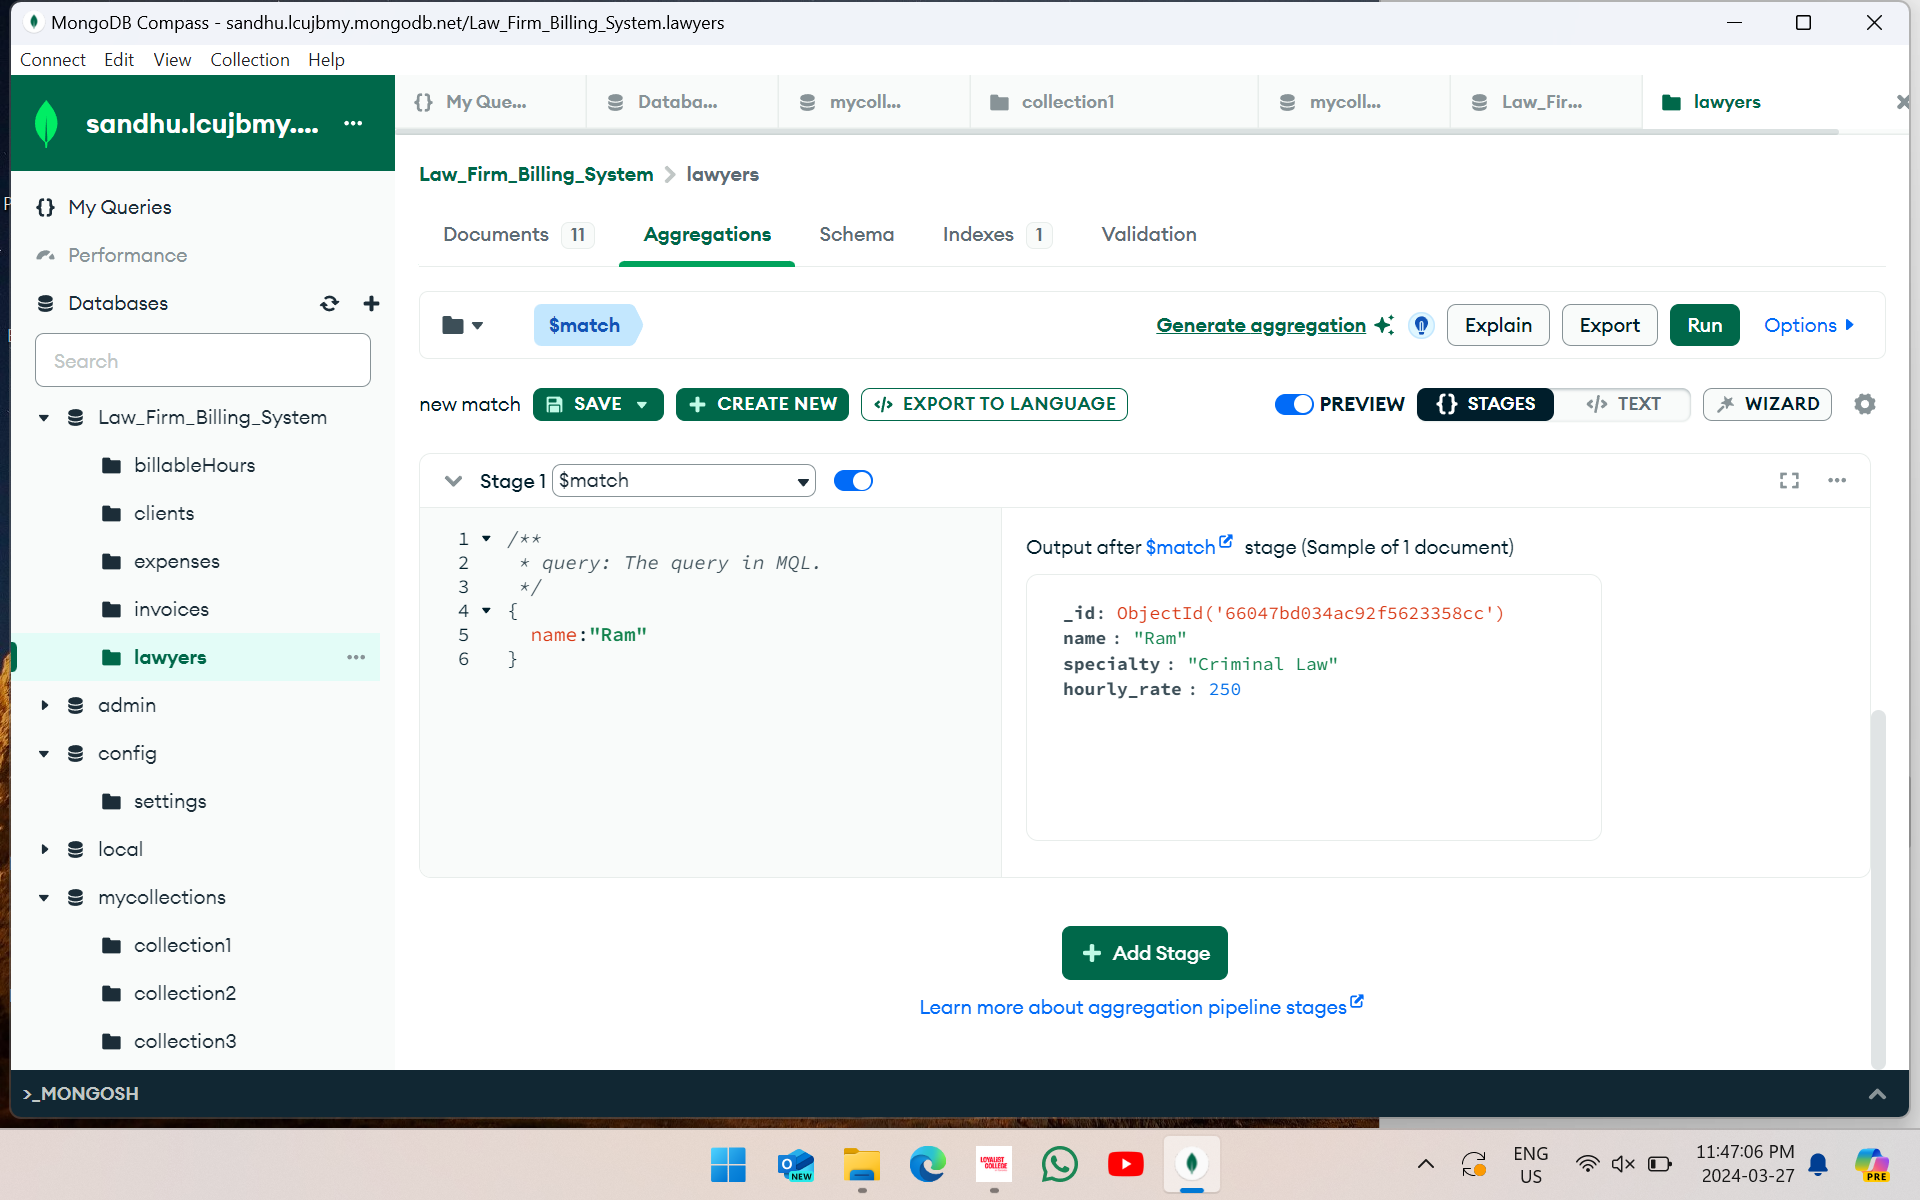 MongoDB Compass - sandhu.lcujbmy.mongodb.net/Law_Firm_Billing_System.lawyers
Connect Edit View Collection Help
sandhu.lcujbmy.... ...
{} My Que... Databa... mycoll... collection1 mycoll... Law_Fir... lawyers
My Queries
Performance
Databases
Search
Law_Firm_Billing_System
billableHours
clients
expenses
invoices
lawyers ...
admin
config
settings
local
mycollections
collection1
collection2
collection3
Law_Firm_Billing_System > lawyers
Documents 11 Aggregations Schema Indexes 1 Validation
$match Generate aggregation Explain Export Run Options
new match SAVE + CREATE NEW </> EXPORT TO LANGUAGE PREVIEW {} STAGES </> TEXT WIZARD
Stage 1 $match ...
1 /**
2 * query: The query in MQL.
3 */
4 {
5 name:"Ram"
6 }
Output after $match stage (Sample of 1 document)
_id: ObjectId('66047bd034ac92f5623358cc')
name : "Ram"
specialty : "Criminal Law"
hourly_rate : 250
+ Add Stage
Learn more about aggregation pipeline stages
>_MONGOSH
NEW
LOYALIST
COLLEGE
ENG
US
11:47:06 PM
2024-03-27
PRE